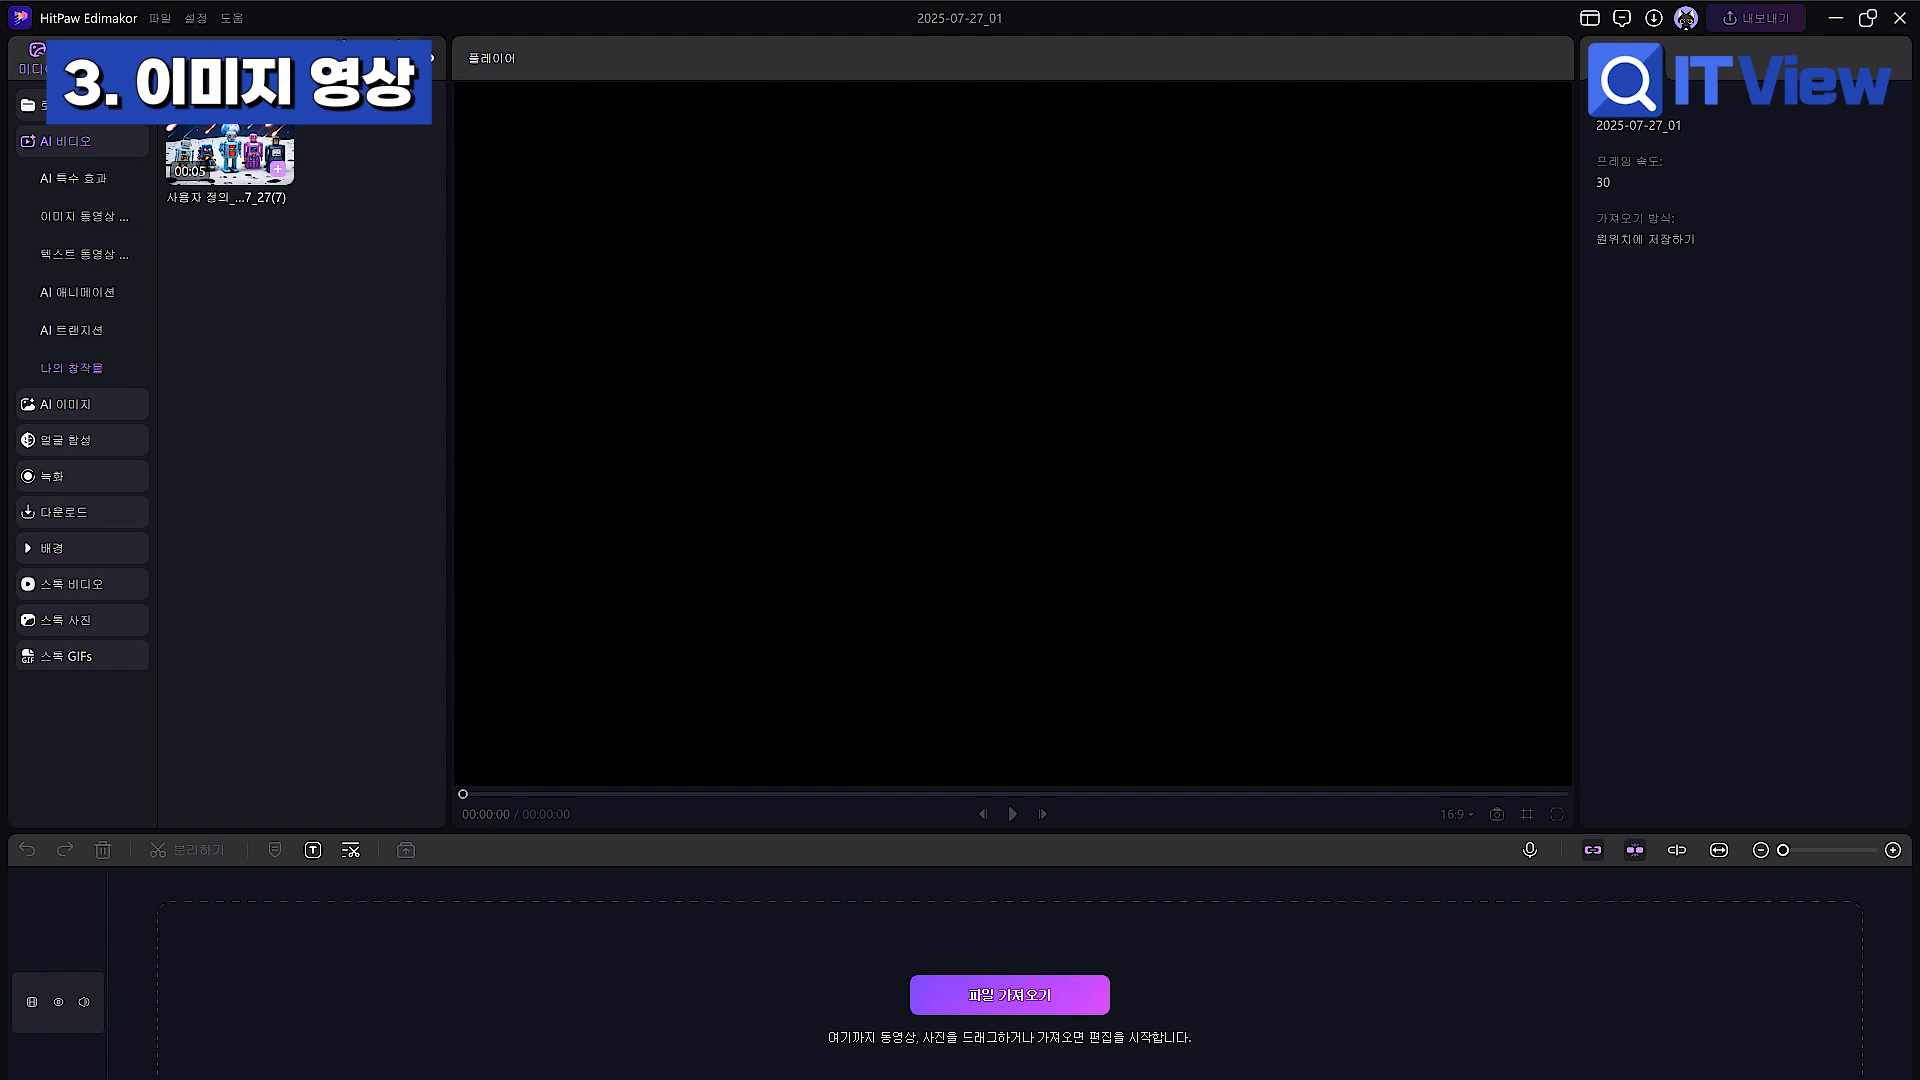 HitPaw Edimakor 파일 설정 도움
2025-07-27_01
내보내기
3. 이미지 영상
플레이어
IT View
AI 비디오
AI 특수 효과
이미지 동영상 ...
텍스트 동영상 ...
AI 애니메이션
AI 트랜지션
나의 창작물
AI 이미지
얼굴 합성
녹화
다운로드
배경
스톡 비디오
스톡 사진
스톡 GIFs
00:05
사용자 정의_...7_27(7)
2025-07-27_01
프레임 속도:
30
가져오기 방식:
원위치에 저장하기
00:00:00 / 00:00:00
16:9
분리하기
파일 가져오기
여기까지 동영상, 사진을 드래그하거나 가져오면 편집을 시작합니다.